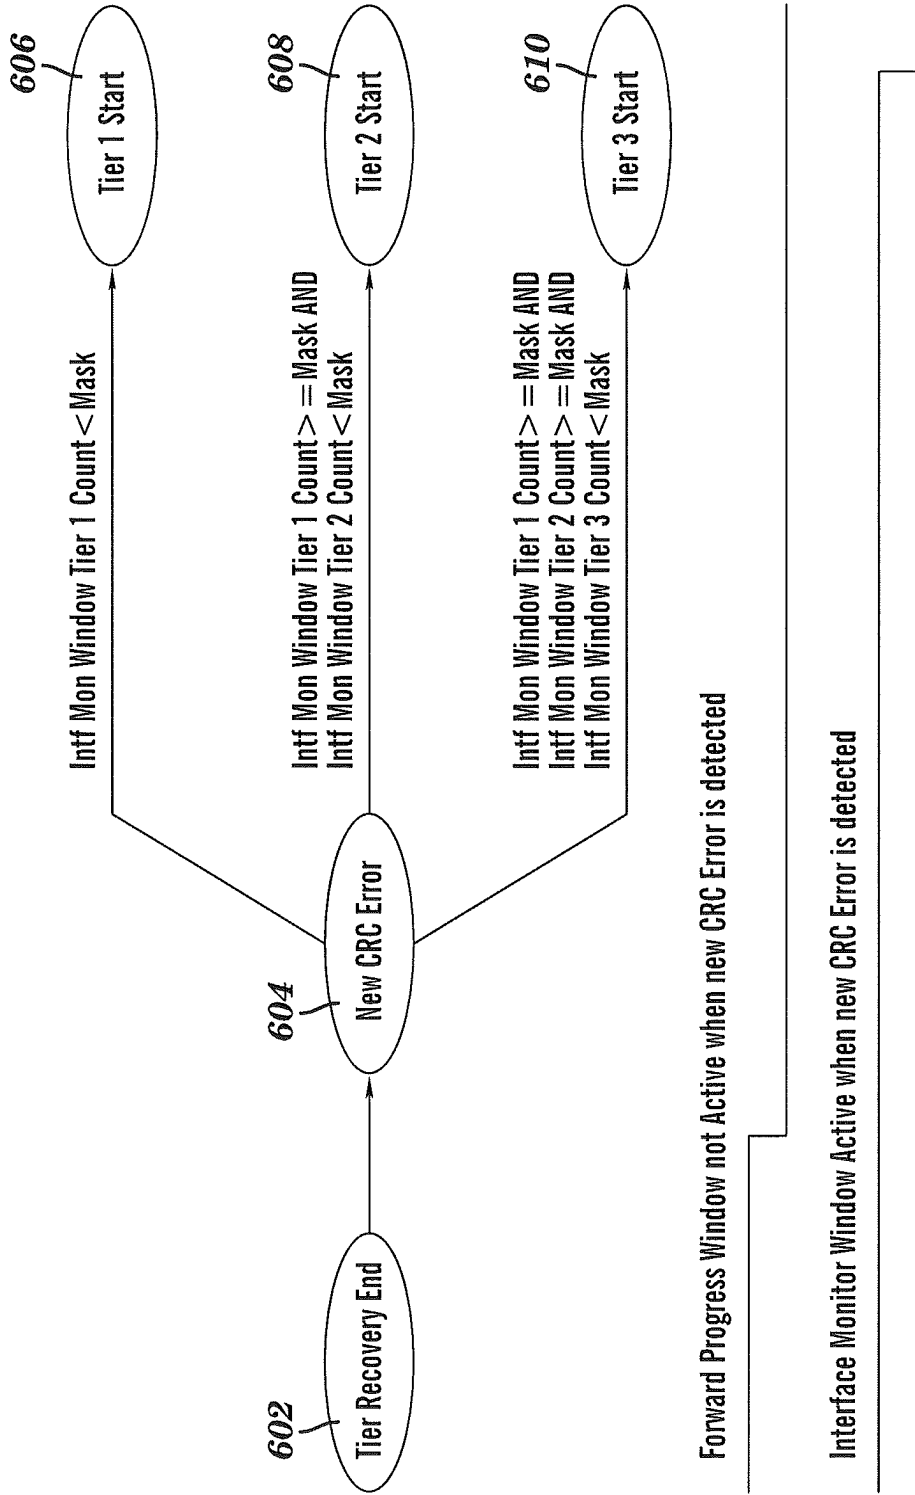 606
Tier 1 Start
Intf Mon Window Tier 1 Count<Mask
602
Tier Recovery End
604
New CRC Error
Intf Mon Window Tier 1 Count>=Mask AND
Intf Mon Window Tier 2 Count<Mask
608
Tier 2 Start
Intf Mon Window Tier 1 Count>=Mask AND
Intf Mon Window Tier 2 Count>=Mask AND
Intf Mon Window Tier 3 Count<Mask
610
Tier 3 Start
Forward Progress Window not Active when new CRC Error is detected
Interface Monitor Window Active when new CRC Error is detected